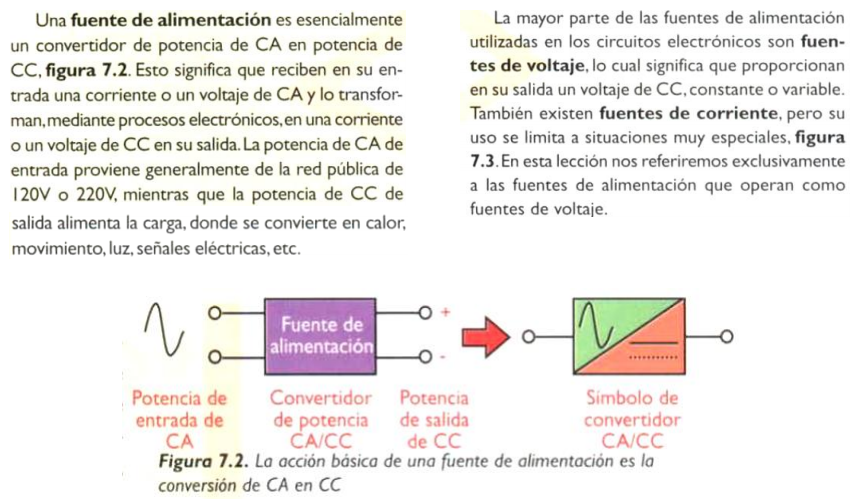 Una fuente de alimentación es esencialmente
un convertidor de potencia de CA en potencia de
CC, figura 7.2. Esto significa que reciben en su en-
trada una corriente o un voltaje de CA y lo transfor-
man, mediante procesos electrónicos, en una corriente
o un voltaje de CC en su salida. La potencia de CA de
entrada proviene generalmente de la red pública de
120V o 220V, mientras que la potencia de CC de
salida alimenta la carga, donde se convierte en calor,
movimiento, luz, señales eléctricas, etc.
La mayor parte de las fuentes de alimentación
utilizadas en los circuitos electrónicos son fuen-
tes de voltaje, lo cual significa que proporcionan
en su salida un voltaje de CC, constante o variable.
También existen fuentes de corriente, pero su
uso se limita a situaciones muy especiales, figura
7.3. En esta lección nos referiremos exclusivamente
a las fuentes de alimentación que operan como
fuentes de voltaje.
Fuente de
alimentación
+
-
Potencia de
entrada de
CA
Convertidor
de potencia
CA/CC
Potencia
de salida
de CC
Símbolo de
convertidor
CA/CC
Figura 7.2. La acción básica de una fuente de alimentación es la
conversión de CA en CC